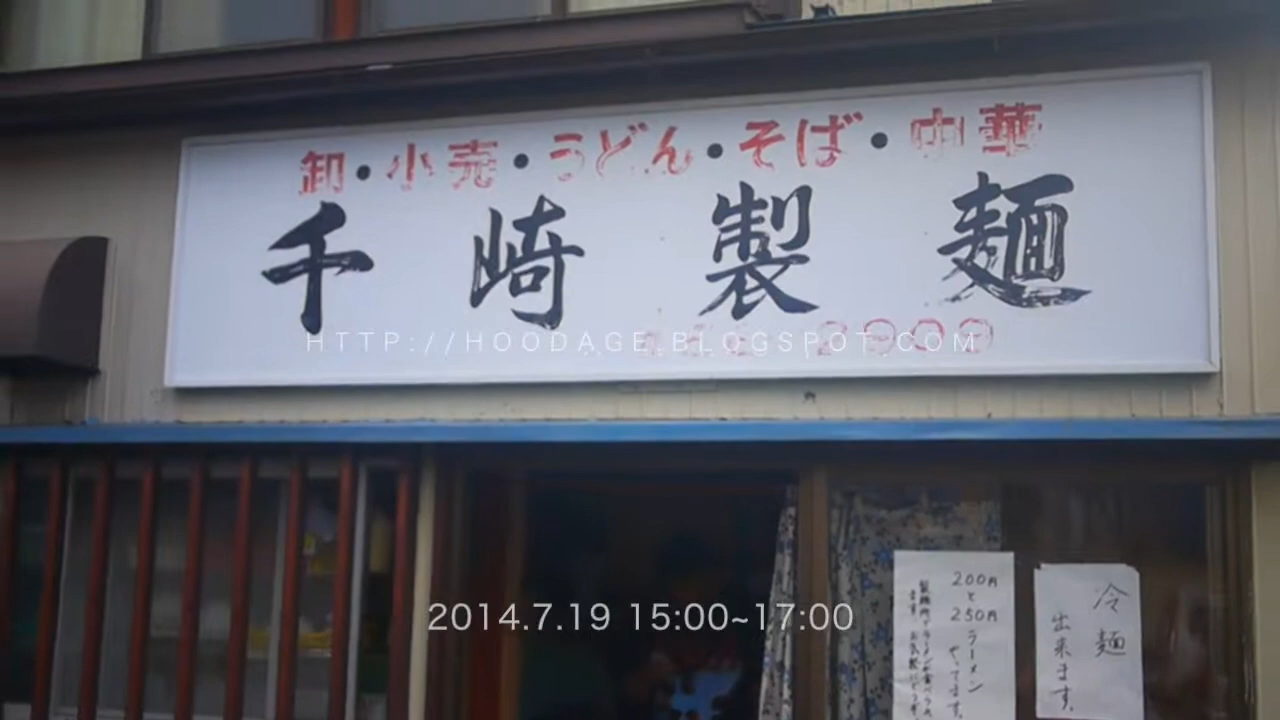 卸・小売・うどん・そば・中華
千崎製麺
2909
HTTP://HOODAGE.BLOGSPOT.COM
2014.7.19 15:00~17:00
200円
と
250円
ラーメン
やってます。
冷麺
出来ます。